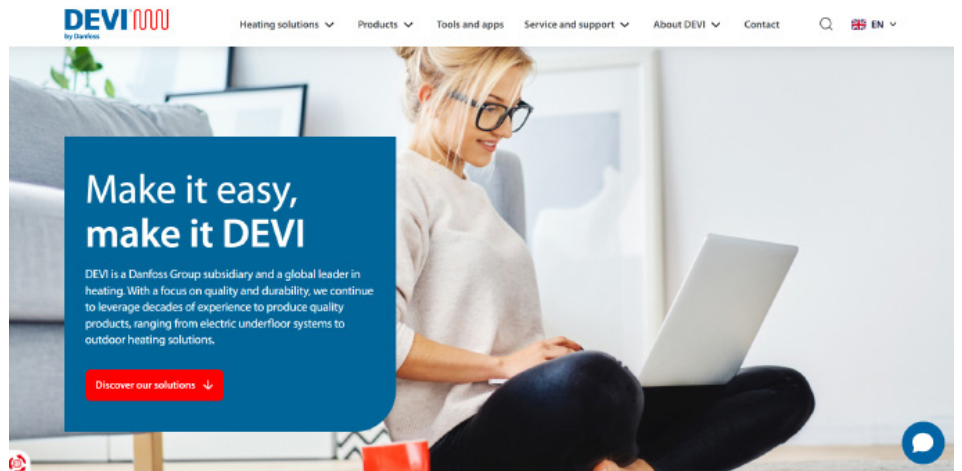 DEVI
by Danfoss
Heating solutions
Products
Tools and apps
Service and support
About DEVI
Contact
EN
Make it easy,
make it DEVI
DEVI is a Danfoss Group subsidiary and a global leader in
heating. With a focus on quality and durability, we continue
to leverage decades of experience to produce quality
products, ranging from electric underfloor systems to
outdoor heating solutions.
Discover our solutions